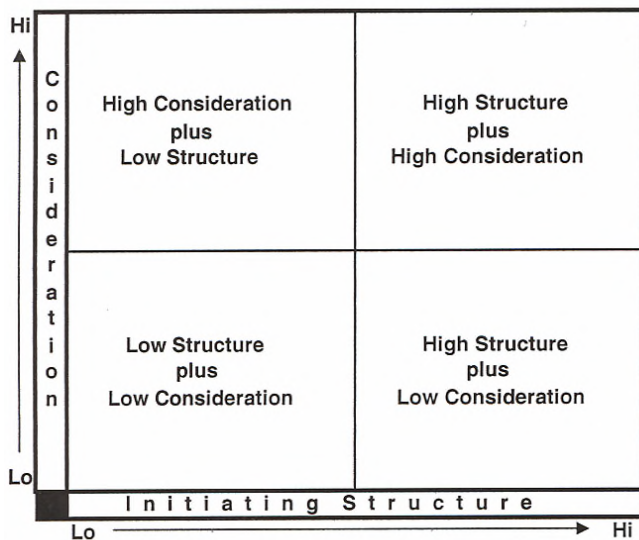 Hi
Consideration
High Consideration
plus
Low Structure
High Structure
plus
High Consideration
Low Structure
plus
Low Consideration
High Structure
plus
Low Consideration
Lo
Initiating Structure
Lo
Hi